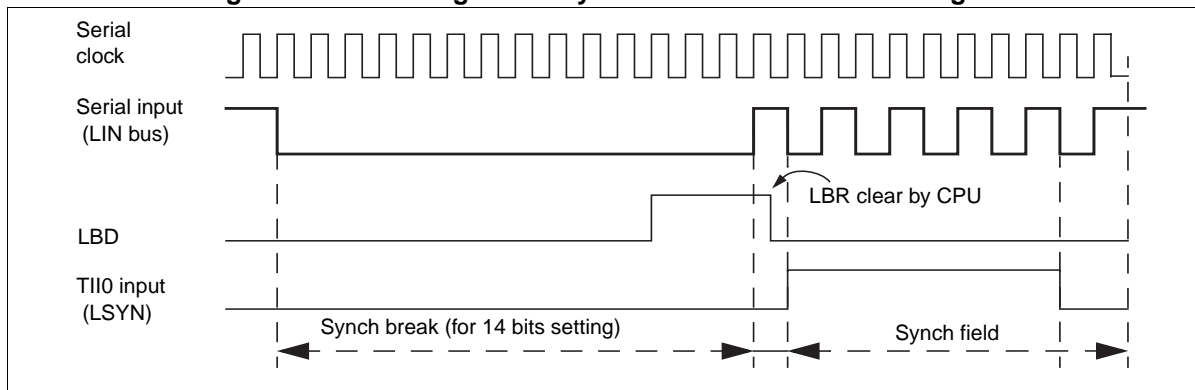 Serial
clock
Serial input
(LIN bus)
LBR clear by CPU
LBD
TII0 input
(LSYN)
Synch break (for 14 bits setting)
Synch field